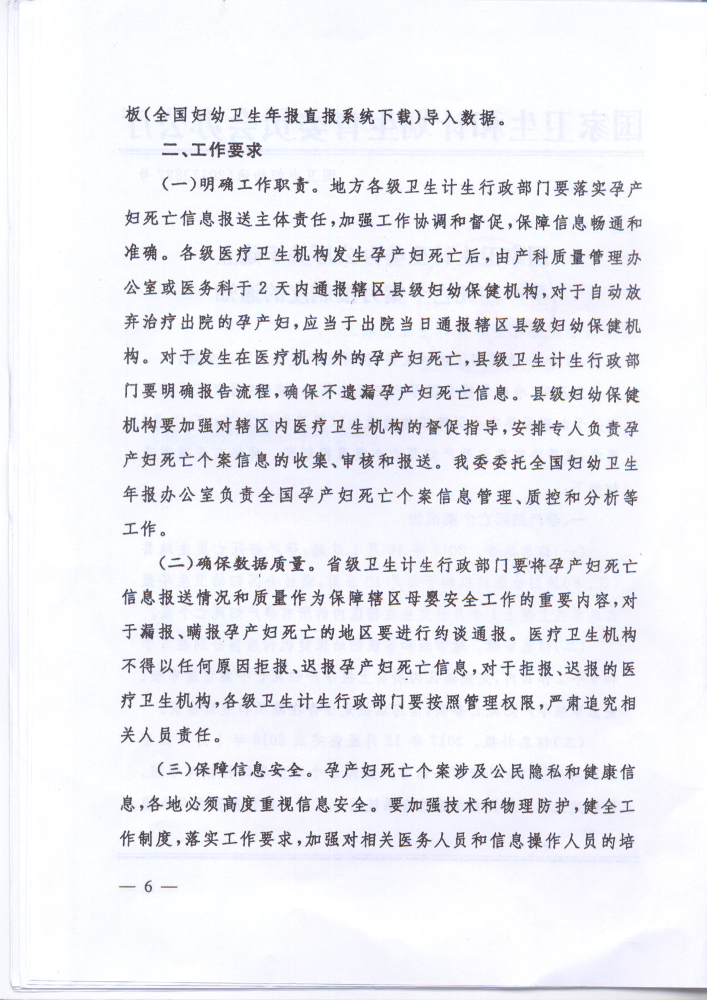 板(全国妇幼卫生年报直报系统下载)导入数据。
二、工作要求
(一)明确工作职责。地方各级卫生计生行政部门要落实孕产
妇死亡信息报送主体责任,加强工作协调和督促,保障信息畅通和
准确。各级医疗卫生机构发生孕产妇死亡后,由产科质量管理办
公室或医务科于2天内通报辖区县级妇幼保健机构,对于自动放
弃治疗出院的孕产妇,应当于出院当日通报辖区县级妇幼保健机
构。对于发生在医疗机构外的孕产妇死亡,县级卫生计生行政部
门要明确报告流程,确保不遗漏孕产妇死亡信息。县级妇幼保健
机构要加强对辖区内医疗卫生机构的督促指导,安排专人负责孕
产妇死亡个案信息的收集、审核和报送。我委委托全国妇幼卫生
年报办公室负责全国孕产妇死亡个案信息管理、质控和分析等
工作。
(二)确保数据质量。省级卫生计生行政部门要将孕产妇死亡
信息报送情况和质量作为保障辖区母婴安全工作的重要内容,对
于漏报、瞒报孕产妇死亡的地区要进行约谈通报。医疗卫生机构
不得以任何原因拒报、迟报孕产妇死亡信息,对于拒报、迟报的医
疗卫生机构,各级卫生计生行政部门要按照管理权限,严肃追究相
关人员责任。
(三)保障信息安全。孕产妇死亡个案涉及公民隐私和健康信
息,各地必须高度重视信息安全。要加强技术和物理防护,健全工
作制度,落实工作要求,加强对相关医务人员和信息操作人员的培
— 6 —